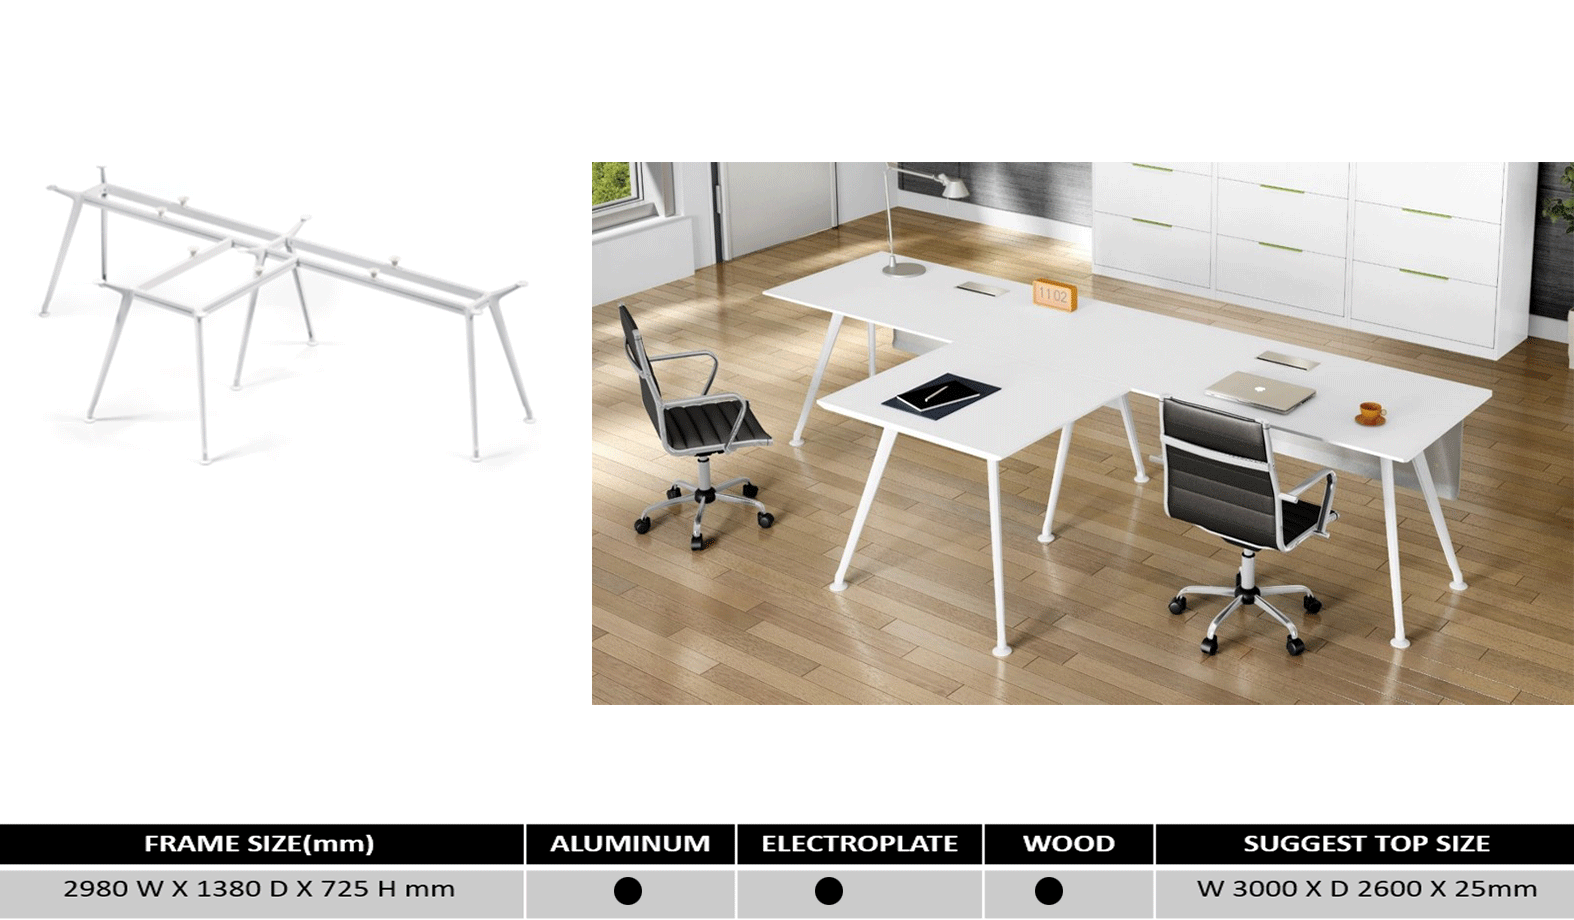 11 02
FRAME SIZE(mm) ALUMINUM ELECTROPLATE WOOD SUGGEST TOP SIZE
2980 W X 1380 D X 725 H mm ● ● ● W 3000 X D 2600 X 25mm